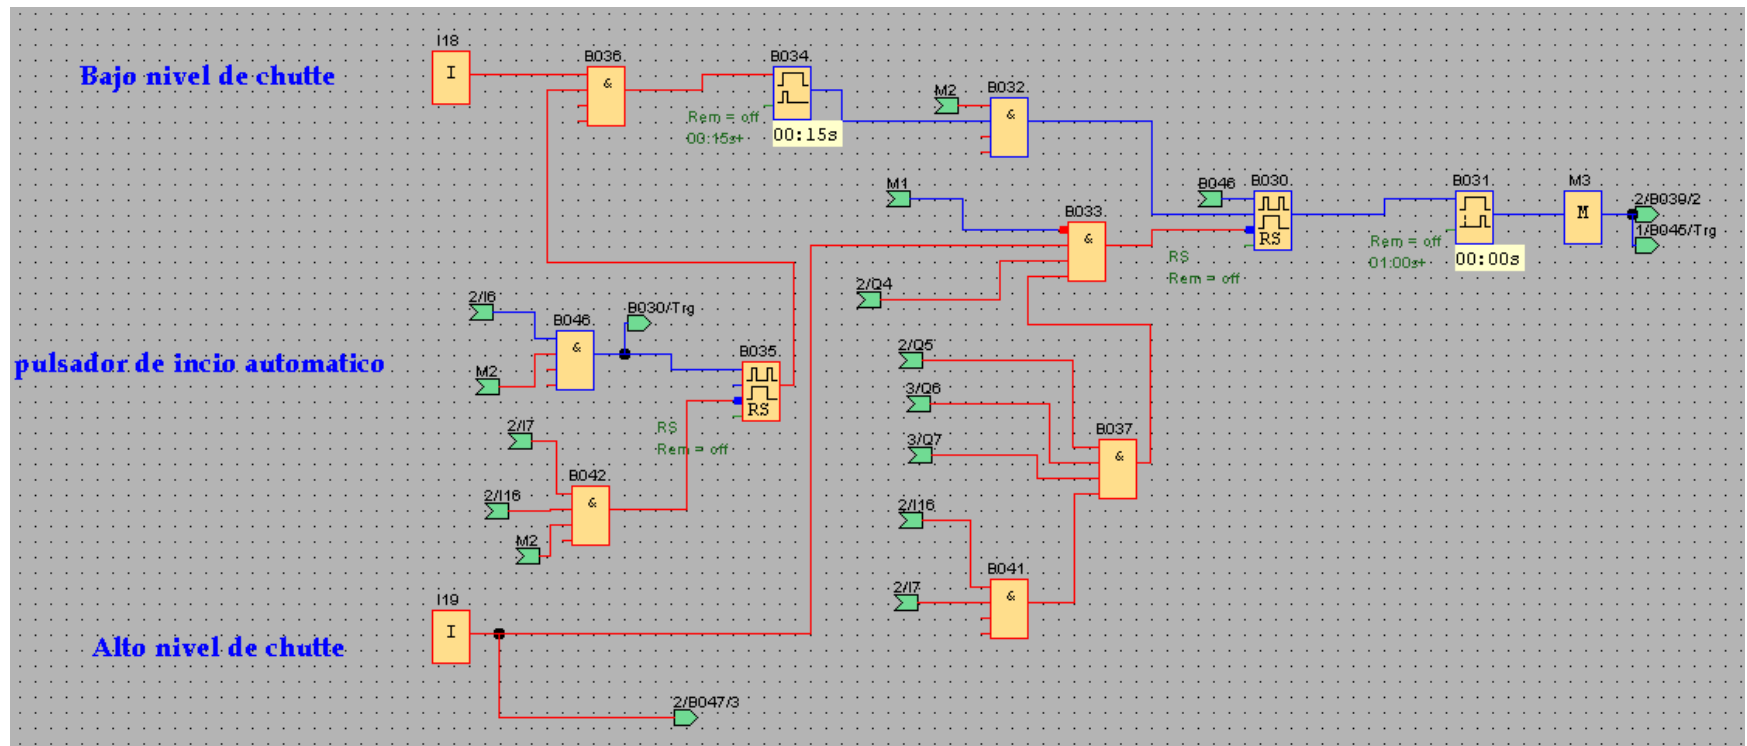 I18
I
Bajo nivel de chutte
B036.
&
B034.
Rem = off
00:15s+
00:15s
M2
B032.
&
M1
B033.
&
B046
B030.
RS
RS
Rem = off
B031.
Rem = off
01:00s+
00:00s
M3
M
2/B039/2
1/B045/Trg
2/Q4
2/I6
B046.
&
B030/Trg
pulsador de incio automatico
M2
B035.
RS
RS
Rem = off
2/I7
B042.
&
2/I16
M2
2/Q5
3/Q6
3/Q7
B037
&
2/I16
B041.
&
2/I7
I19
I
Alto nivel de chutte
2/B047/3